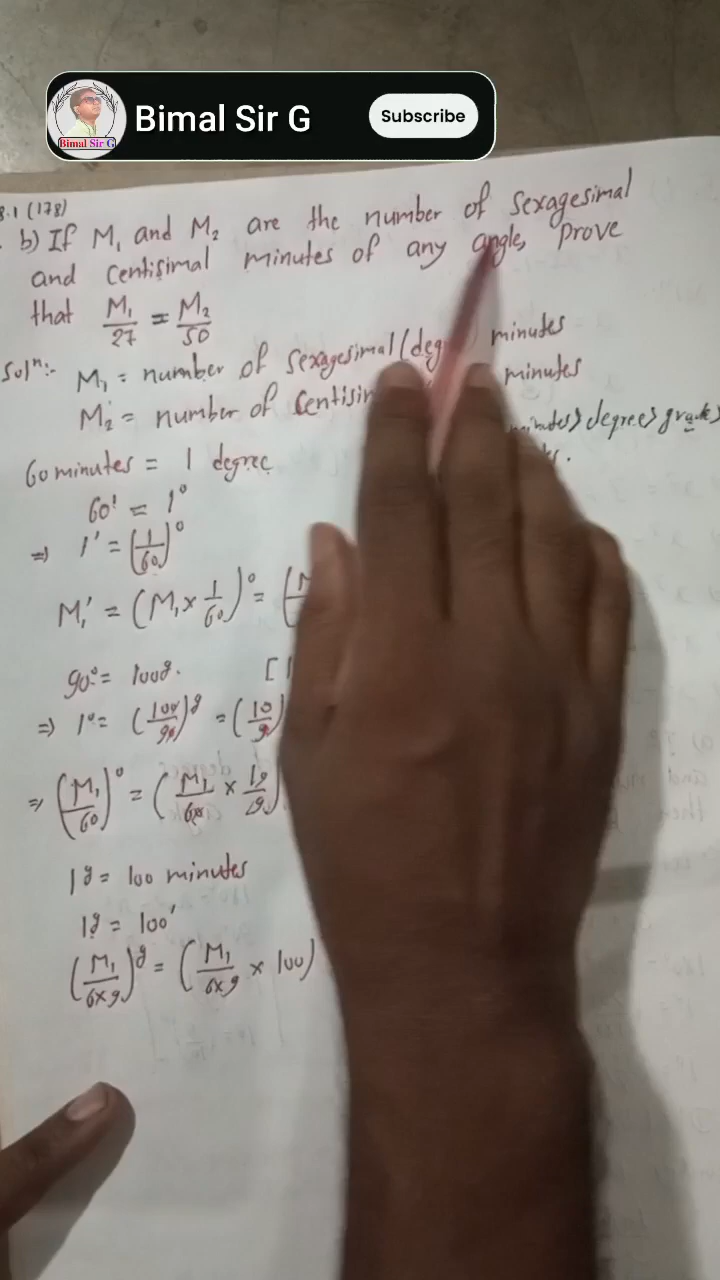 Bimal Sir G
Subscribe
Bimal Sir G
8.1 (178)
b) If M₁ and M₂ are the number of sexagesimal
and centisimal minutes of any angle, prove
that M₁/27 = M₂/50
Solⁿ:- M₁ = number of sexagesimal (deg minutes
M₂ = number of Centisim minutes
degree> grade>
60 minutes = 1 degree
60' = 1°
⇒ 1' = (1/60)°
M₁' = (M₁ × 1/60)° = (
90° = 100g. [
⇒ 1° = (100/90)^g = (10/9)
⇒ (M₁/60)° = (M₁/60 × 10/9)
1g = 100 minutes
1g = 100'
(M₁/6×9)^g = (M₁/6×9 × 100)